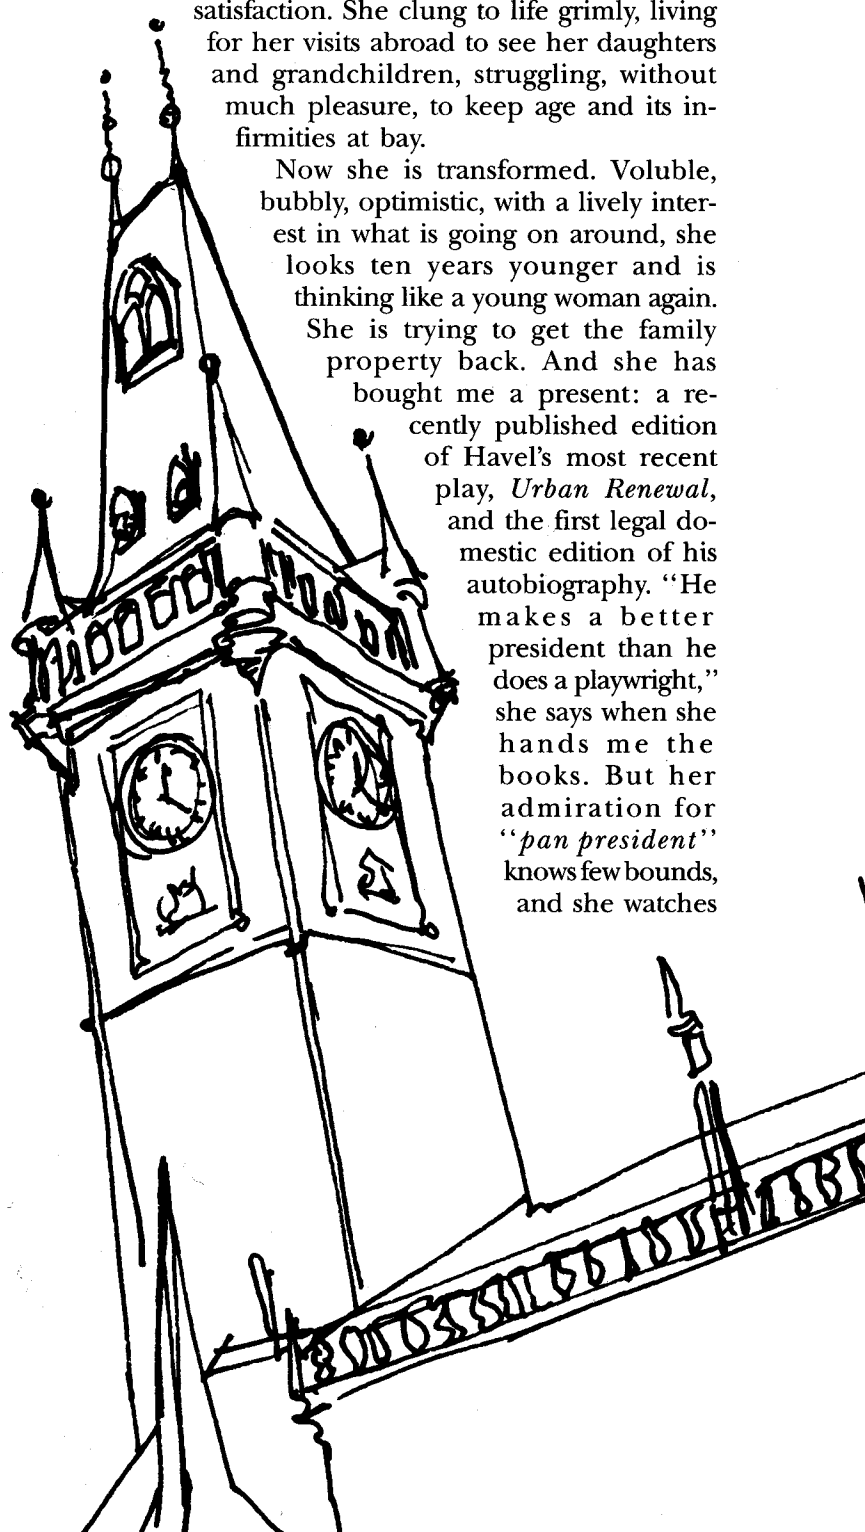 satisfaction. She clung to life grimly, living
for her visits abroad to see her daughters
and grandchildren, struggling, without
much pleasure, to keep age and its in-
firmities at bay.
Now she is transformed. Voluble,
bubbly, optimistic, with a lively inter-
est in what is going on around, she
looks ten years younger and is
thinking like a young woman again.
She is trying to get the family
property back. And she has
bought me a present: a re-
cently published edition
of Havel's most recent
play, Urban Renewal,
and the first legal do-
mestic edition of his
autobiography. "He
makes a better
president than he
does a playwright,"
she says when she
hands me the
books. But her
admiration for
"pan president"
knows few bounds,
and she watches